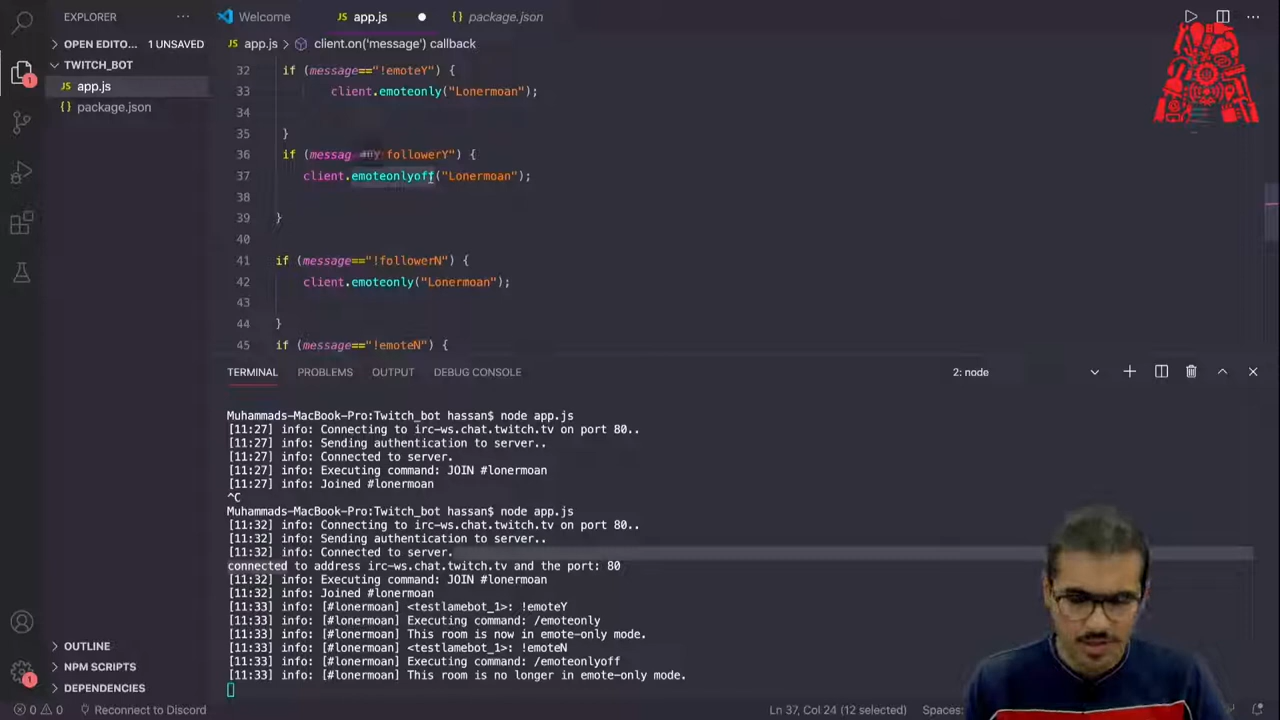 EXPLORER
···
Welcome
JS app.js
{} package.json
OPEN EDITO... 1 UNSAVED
JS app.js > client.on('message') callback
TWITCH_BOT
JS app.js
{} package.json
32 if (message=="!emoteY") {
33 client.emoteonly("Lonermoan");
34
35 }
36 if (messag followerY") {
37 client.emoteonlyoff("Lonermoan");
38
39 }
40
41 if (message=="!followerN") {
42 client.emoteonly("Lonermoan");
43
44 }
45 if (message=="!emoteN") {
TERMINAL PROBLEMS OUTPUT DEBUG CONSOLE
2: node
Muhammads-MacBook-Pro:Twitch_bot hassan$ node app.js
[11:27] info: Connecting to irc-ws.chat.twitch.tv on port 80..
[11:27] info: Sending authentication to server..
[11:27] info: Connected to server.
[11:27] info: Executing command: JOIN #lonermoan
[11:27] info: Joined #lonermoan
^C
Muhammads-MacBook-Pro:Twitch_bot hassan$ node app.js
[11:32] info: Connecting to irc-ws.chat.twitch.tv on port 80..
[11:32] info: Sending authentication to server..
[11:32] info: Connected to server.
connected to address irc-ws.chat.twitch.tv and the port: 80
[11:32] info: Executing command: JOIN #lonermoan
[11:32] info: Joined #lonermoan
[11:33] info: [#lonermoan] <testlamebot_1>: !emoteY
[11:33] info: [#lonermoan] Executing command: /emoteonly
[11:33] info: [#lonermoan] This room is now in emote-only mode.
[11:33] info: [#lonermoan] <testlamebot_1>: !emoteN
[11:33] info: [#lonermoan] Executing command: /emoteonlyoff
[11:33] info: [#lonermoan] This room is no longer in emote-only mode.
OUTLINE
NPM SCRIPTS
DEPENDENCIES
1
1
0 0 Reconnect to Discord
Ln 37, Col 24 (12 selected)
Spaces: